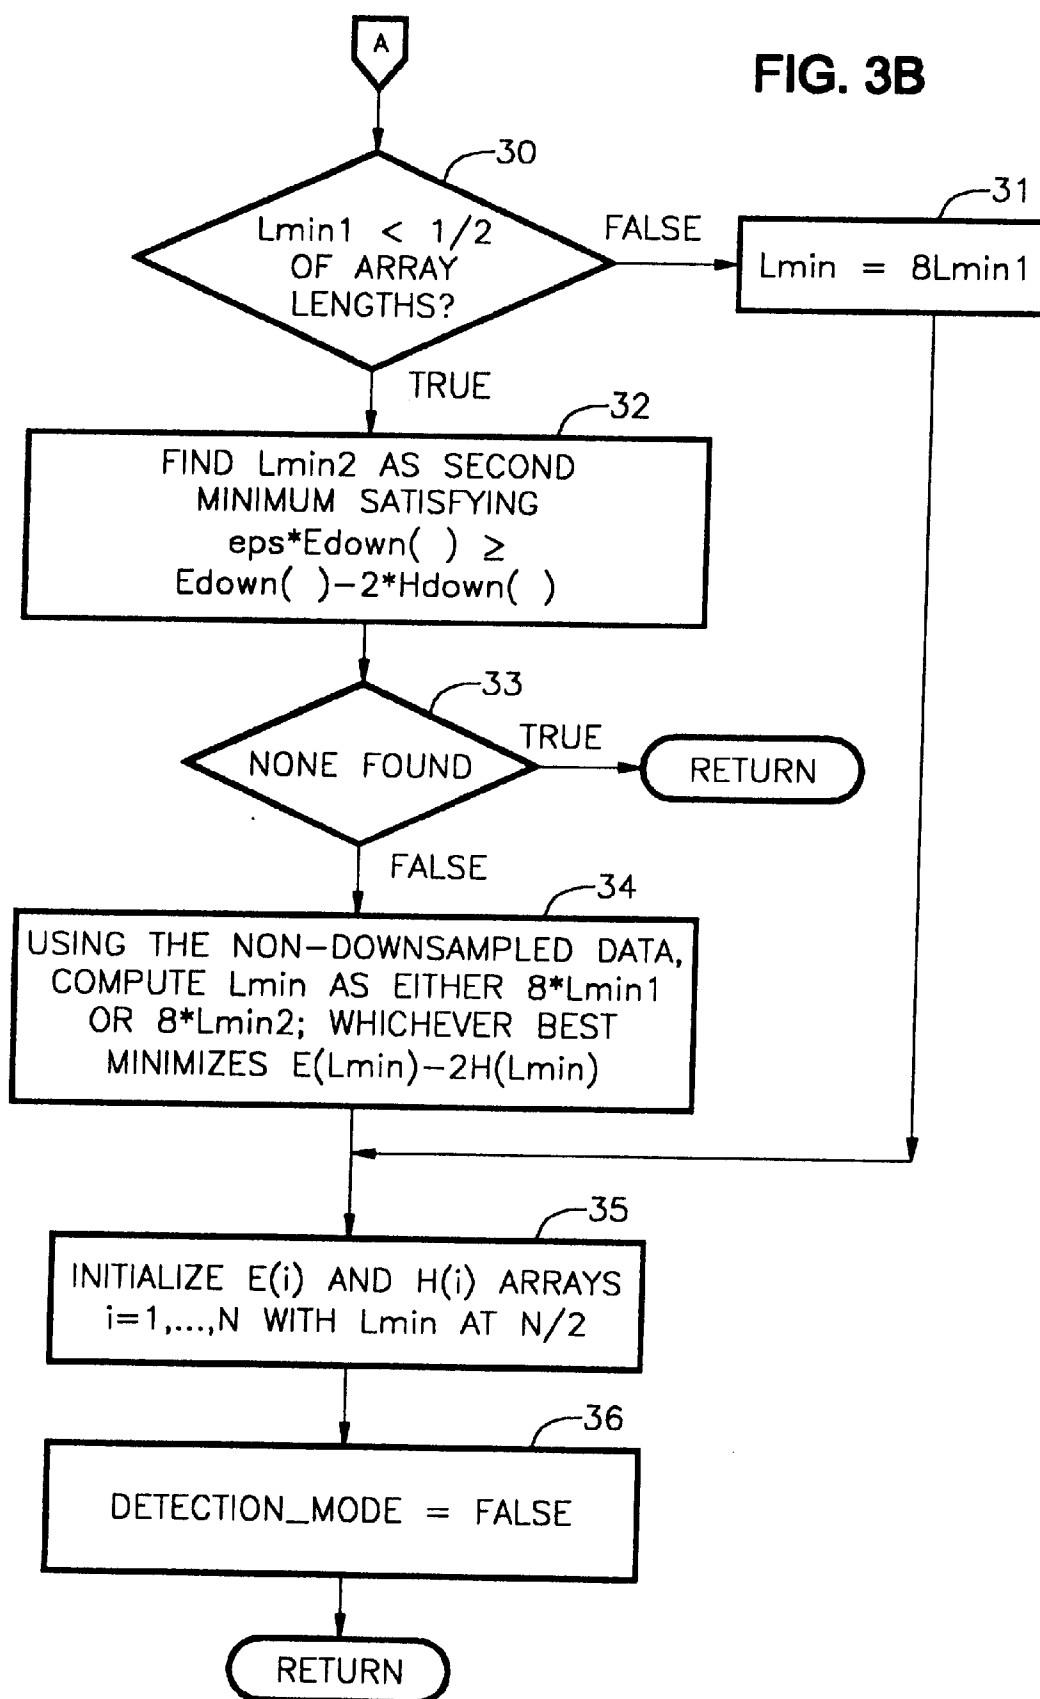 A
FIG. 3B
30
Lmin1 < 1/2
OF ARRAY
LENGTHS?
FALSE
31
Lmin = 8Lmin1
TRUE
32
FIND Lmin2 AS SECOND
MINIMUM SATISFYING
eps*Edown( ) ≥
Edown( )-2*Hdown( )
33
NONE FOUND
TRUE
RETURN
FALSE
34
USING THE NON-DOWNSAMPLED DATA,
COMPUTE Lmin AS EITHER 8*Lmin1
OR 8*Lmin2; WHICHEVER BEST
MINIMIZES E(Lmin)-2H(Lmin)
35
INITIALIZE E(i) AND H(i) ARRAYS
i=1,...,N WITH Lmin AT N/2
36
DETECTION_MODE = FALSE
RETURN